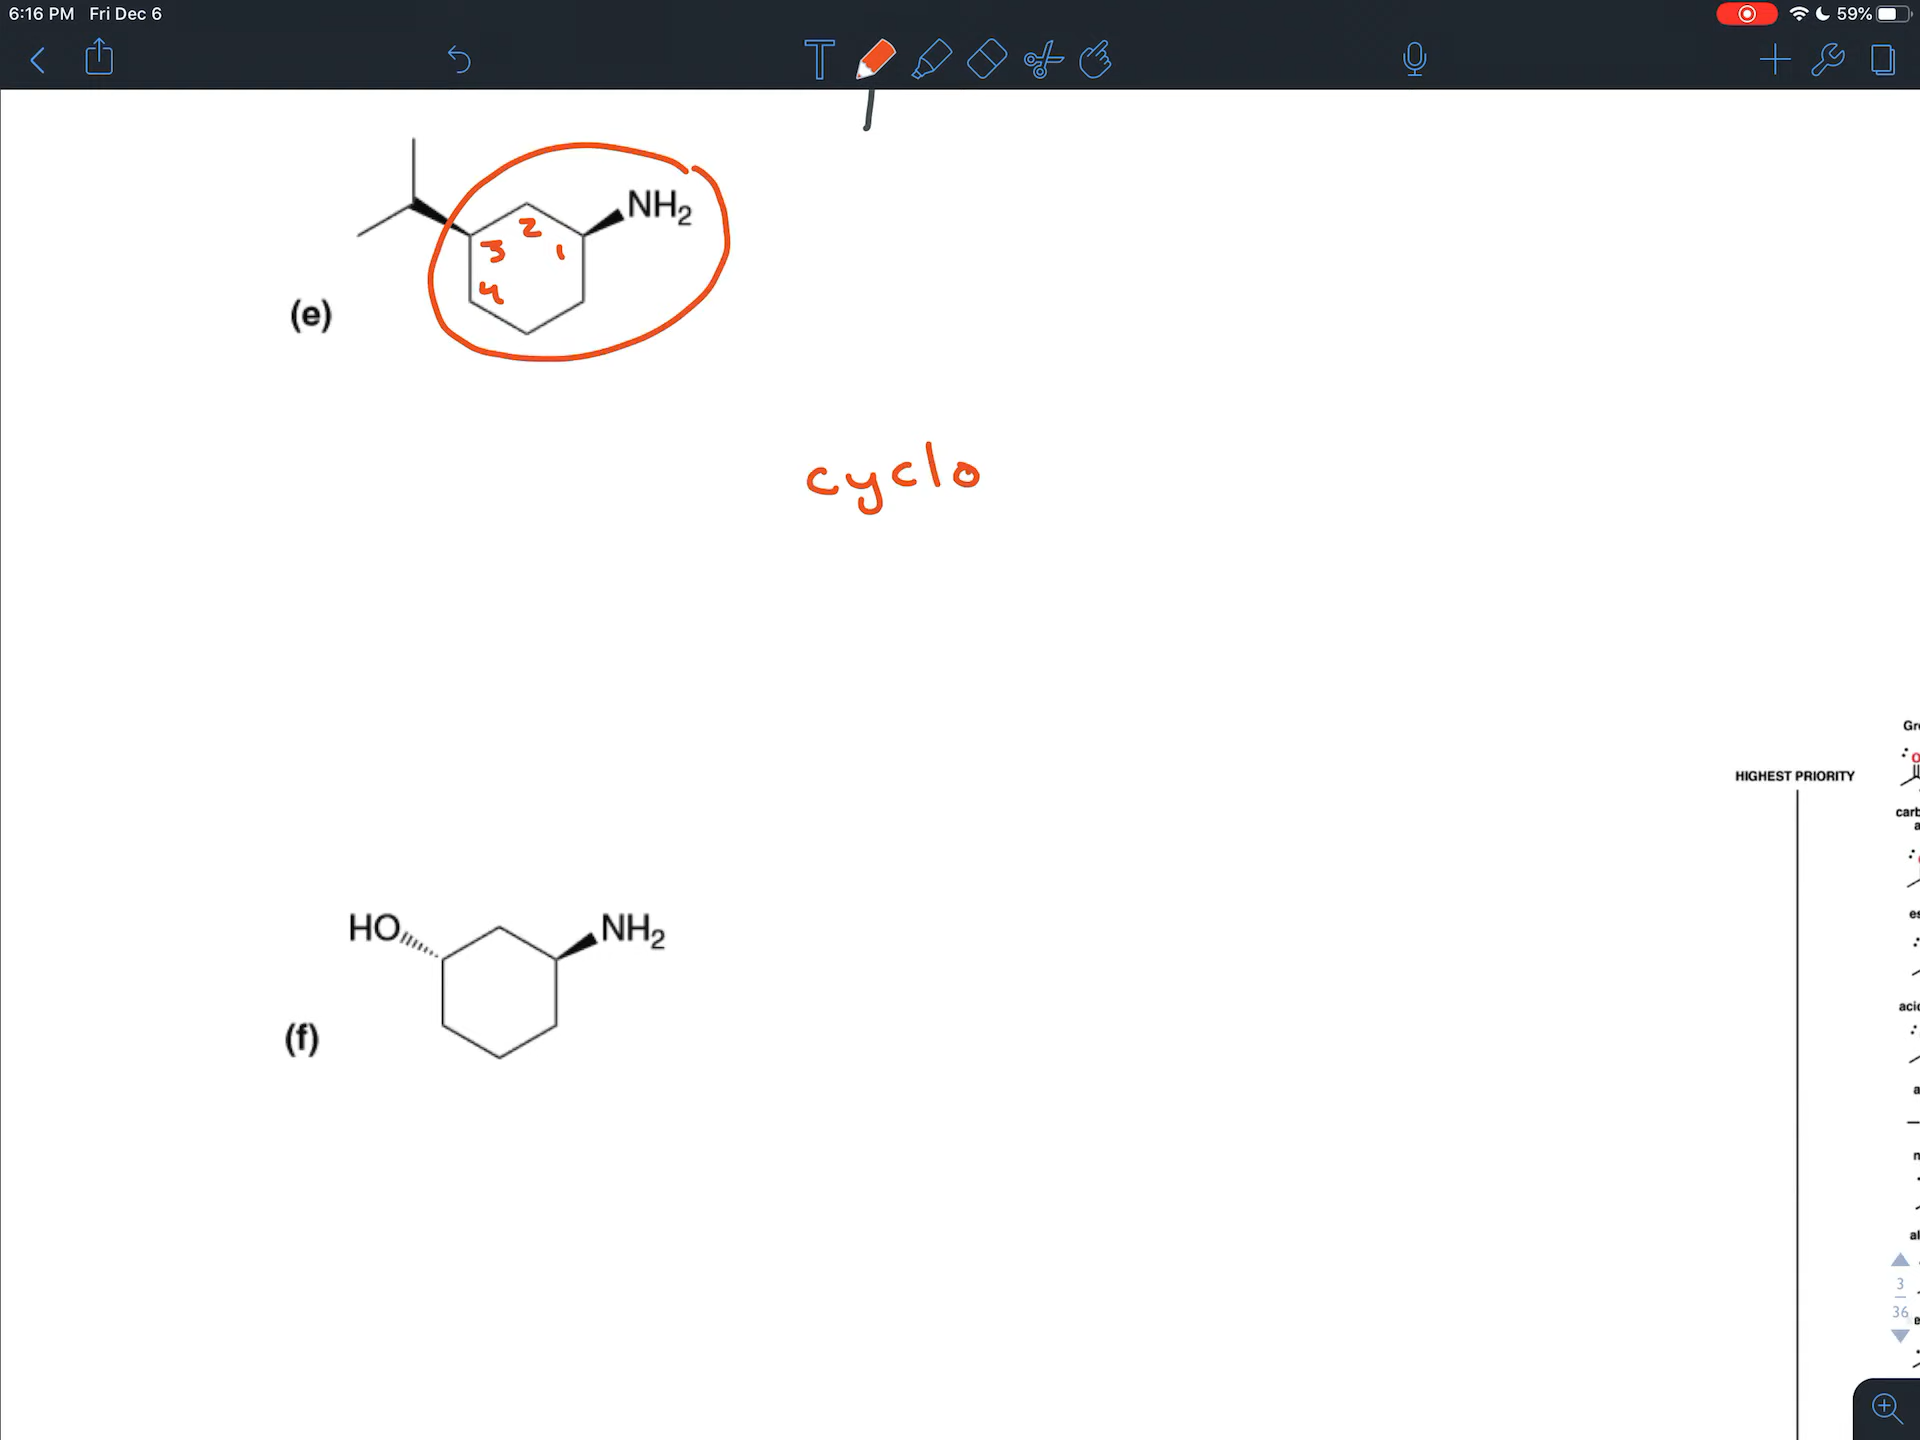 6:16 PM Fri Dec 6
59%
NH2
2
3 1
4
(e)
cyclo
HIGHEST PRIORITY
HO NH2
(f)
3
36